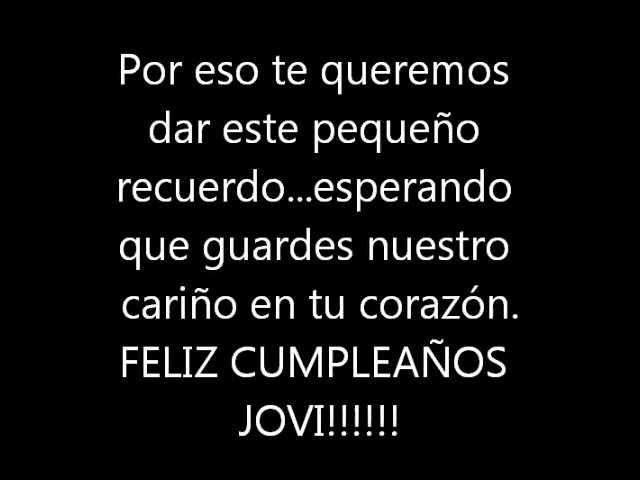 Por eso te queremos
dar este pequeño
recuerdo...esperando
que guardes nuestro
cariño en tu corazón.
FELIZ CUMPLEAÑOS
JOVI!!!!!!